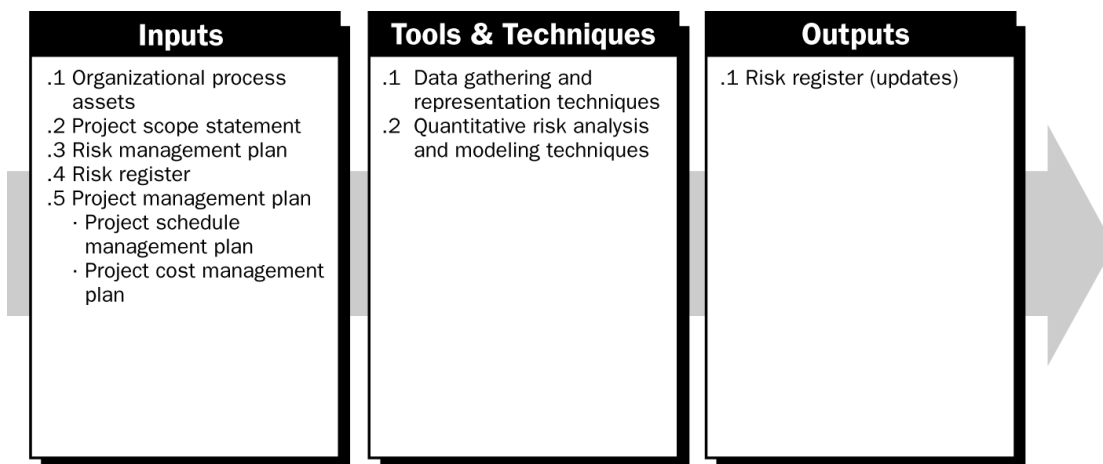 Inputs
.1 Organizational process
assets
.2 Project scope statement
.3 Risk management plan
.4 Risk register
.5 Project management plan
· Project schedule
management plan
· Project cost management
plan
Tools & Techniques
.1 Data gathering and
representation techniques
.2 Quantitative risk analysis
and modeling techniques
Outputs
.1 Risk register (updates)